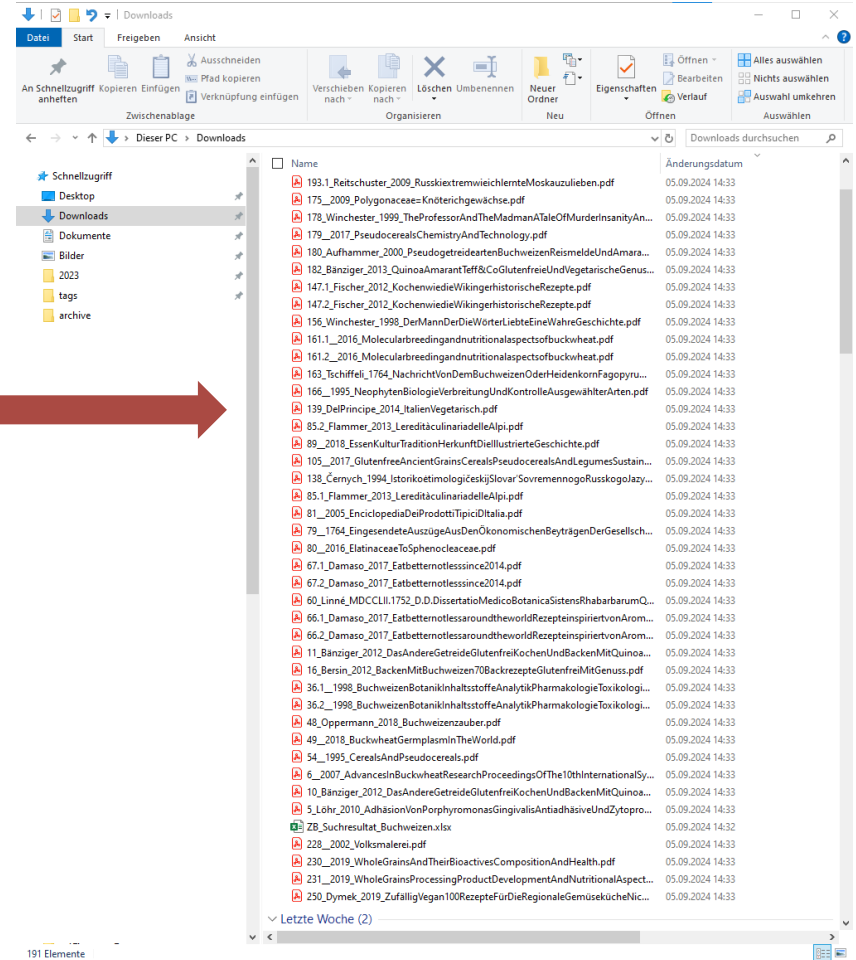 Downloads
Datei Start Freigeben Ansicht
An Schnellzugriff anheften
Kopieren
Einfügen
Ausschneiden
Pfad kopieren
Verknüpfung einfügen
Zwischenablage
Verschieben nach
Kopieren nach
Löschen
Umbenennen
Organisieren
Neuer Ordner
Neu
Eigenschaften
Öffnen
Bearbeiten
Verlauf
Öffnen
Alles auswählen
Nichts auswählen
Auswahl umkehren
Auswählen
Dieser PC > Downloads
Downloads durchsuchen
Schnellzugriff
Desktop
Downloads
Dokumente
Bilder
2023
tags
archive
Name Änderungsdatum
193.1_Reitschuster_2009_RusskiextremwieichlernteMoskauzulieben.pdf 05.09.2024 14:33
175__2009_Polygonaceae=Knöterichgewächse.pdf 05.09.2024 14:33
178_Winchester_1999_TheProfessorAndTheMadmanATaleOfMurderInsanityAn... 05.09.2024 14:33
179__2017_PseudocerealsChemistryAndTechnology.pdf 05.09.2024 14:33
180_Aufhammer_2000_PseudogetreideartenBuchweizenReismeldeUndAmara... 05.09.2024 14:33
182_Bänziger_2013_QuinoaAmarantTeff&CoGlutenfreieUndVegetarischeGenus... 05.09.2024 14:33
147.1_Fischer_2012_KochenwiedieWikingerhistorischeRezepte.pdf 05.09.2024 14:33
147.2_Fischer_2012_KochenwiedieWikingerhistorischeRezepte.pdf 05.09.2024 14:33
156_Winchester_1998_DerMannDerDieWörterLiebteEineWahreGeschichte.pdf 05.09.2024 14:33
161.1__2016_Molecularbreedingandnutritionalaspectsofbuckwheat.pdf 05.09.2024 14:33
161.2__2016_Molecularbreedingandnutritionalaspectsofbuckwheat.pdf 05.09.2024 14:33
163_Tschiffeli_1764_NachrichtVonDemBuchweizenOderHeidenkornFagopyru... 05.09.2024 14:33
166__1995_NeophytenBiologieVerbreitungUndKontrolleAusgewählterArten.pdf 05.09.2024 14:33
139_DelPrincipe_2014_ItalienVegetarisch.pdf 05.09.2024 14:33
85.2_Flammer_2013_LereditàculinariadelleAlpi.pdf 05.09.2024 14:33
89__2018_EssenKulturTraditionHerkunftDieIllustrierteGeschichte.pdf 05.09.2024 14:33
105__2017_GlutenfreeAncientGrainsCerealsPseudocerealsAndLegumesSustain... 05.09.2024 14:33
138_Černych_1994_Istorikoètimologičeskij­Slovar'SovremennogoRusskogoJazy... 05.09.2024 14:33
85.1_Flammer_2013_LereditàculinariadelleAlpi.pdf 05.09.2024 14:33
81__2005_EnciclopediaDeiProdottiTipiciDItalia.pdf 05.09.2024 14:33
79__1764_EingesendeteAuszügeAusDenÖkonomischenBeyträgenDerGesellsch... 05.09.2024 14:33
80__2016_ElatinaceaeToSphenocleaceae.pdf 05.09.2024 14:33
67.1_Damaso_2017_Eatbetternotlesssince2014.pdf 05.09.2024 14:33
67.2_Damaso_2017_Eatbetternotlesssince2014.pdf 05.09.2024 14:33
60_Linné_MDCCLII.1752_D.D.DissertatioMedicoBotanicaSistensRhabarbarumQ... 05.09.2024 14:33
66.1_Damaso_2017_EatbetternotlessaroundtheworldRezepteinspiriertvonArom... 05.09.2024 14:33
66.2_Damaso_2017_EatbetternotlessaroundtheworldRezepteinspiriertvonArom... 05.09.2024 14:33
11_Bänziger_2012_DasAndereGetreideGlutenfreiKochenUndBackenMitQuinoa... 05.09.2024 14:33
16_Bersin_2012_BackenMitBuchweizen70BackrezepteGlutenfreiMitGenuss.pdf 05.09.2024 14:33
36.1__1998_BuchweizenBotanikInhaltsstoffeAnalytikPharmakologieToxikologi... 05.09.2024 14:33
36.2__1998_BuchweizenBotanikInhaltsstoffeAnalytikPharmakologieToxikologi... 05.09.2024 14:33
48_Oppermann_2018_Buchweizenzauber.pdf 05.09.2024 14:33
49__2018_BuckwheatGermplasmInTheWorld.pdf 05.09.2024 14:33
54__1995_CerealsAndPseudocereals.pdf 05.09.2024 14:33
6__2007_AdvancesInBuckwheatResearchProceedingsOfThe10thInternationalSy... 05.09.2024 14:33
10_Bänziger_2012_DasAndereGetreideGlutenfreiKochenUndBackenMitQuinoa... 05.09.2024 14:33
5_Löhr_2010_AdhäsionVonPorphyromonasGingivalisAntiadhäsiveUndZytopro... 05.09.2024 14:33
ZB_Suchresultat_Buchweizen.xlsx 05.09.2024 14:32
228__2002_Volksmalerei.pdf 05.09.2024 14:33
230__2019_WholeGrainsAndTheirBioactivesCompositionAndHealth.pdf 05.09.2024 14:33
231__2019_WholeGrainsProcessingProductDevelopmentAndNutritionalAspect... 05.09.2024 14:33
250_Dymek_2019_ZufälligVegan100RezepteFürDieRegionaleGemüsekücheNic... 05.09.2024 14:33
Letzte Woche (2)
191 Elemente